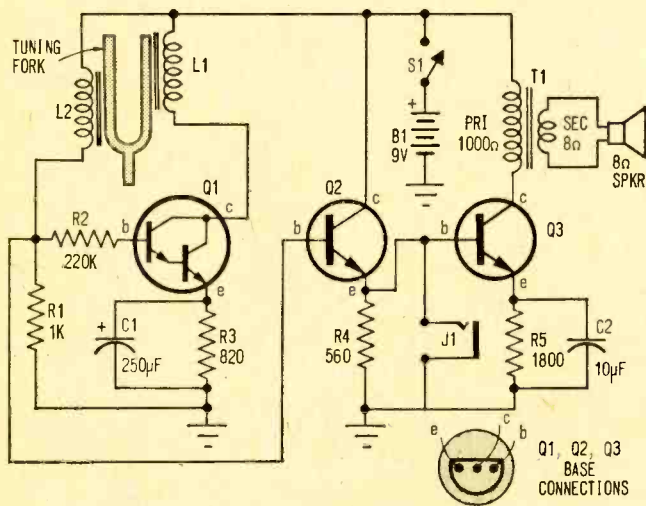 TUNING
FORK
L1
L2
S1
T1
+
B1
9V
PRI
1000Ω
SEC
8Ω
8Ω
SPKR
Q1
Q2
Q3
c
c
c
R2
b
b
b
220K
e
e
e
R1
1K
+
C1
250µF
R3
820
R4
560
J1
R5
1800
C2
10µF
e
c
b
Q1, Q2, Q3
BASE
CONNECTIONS